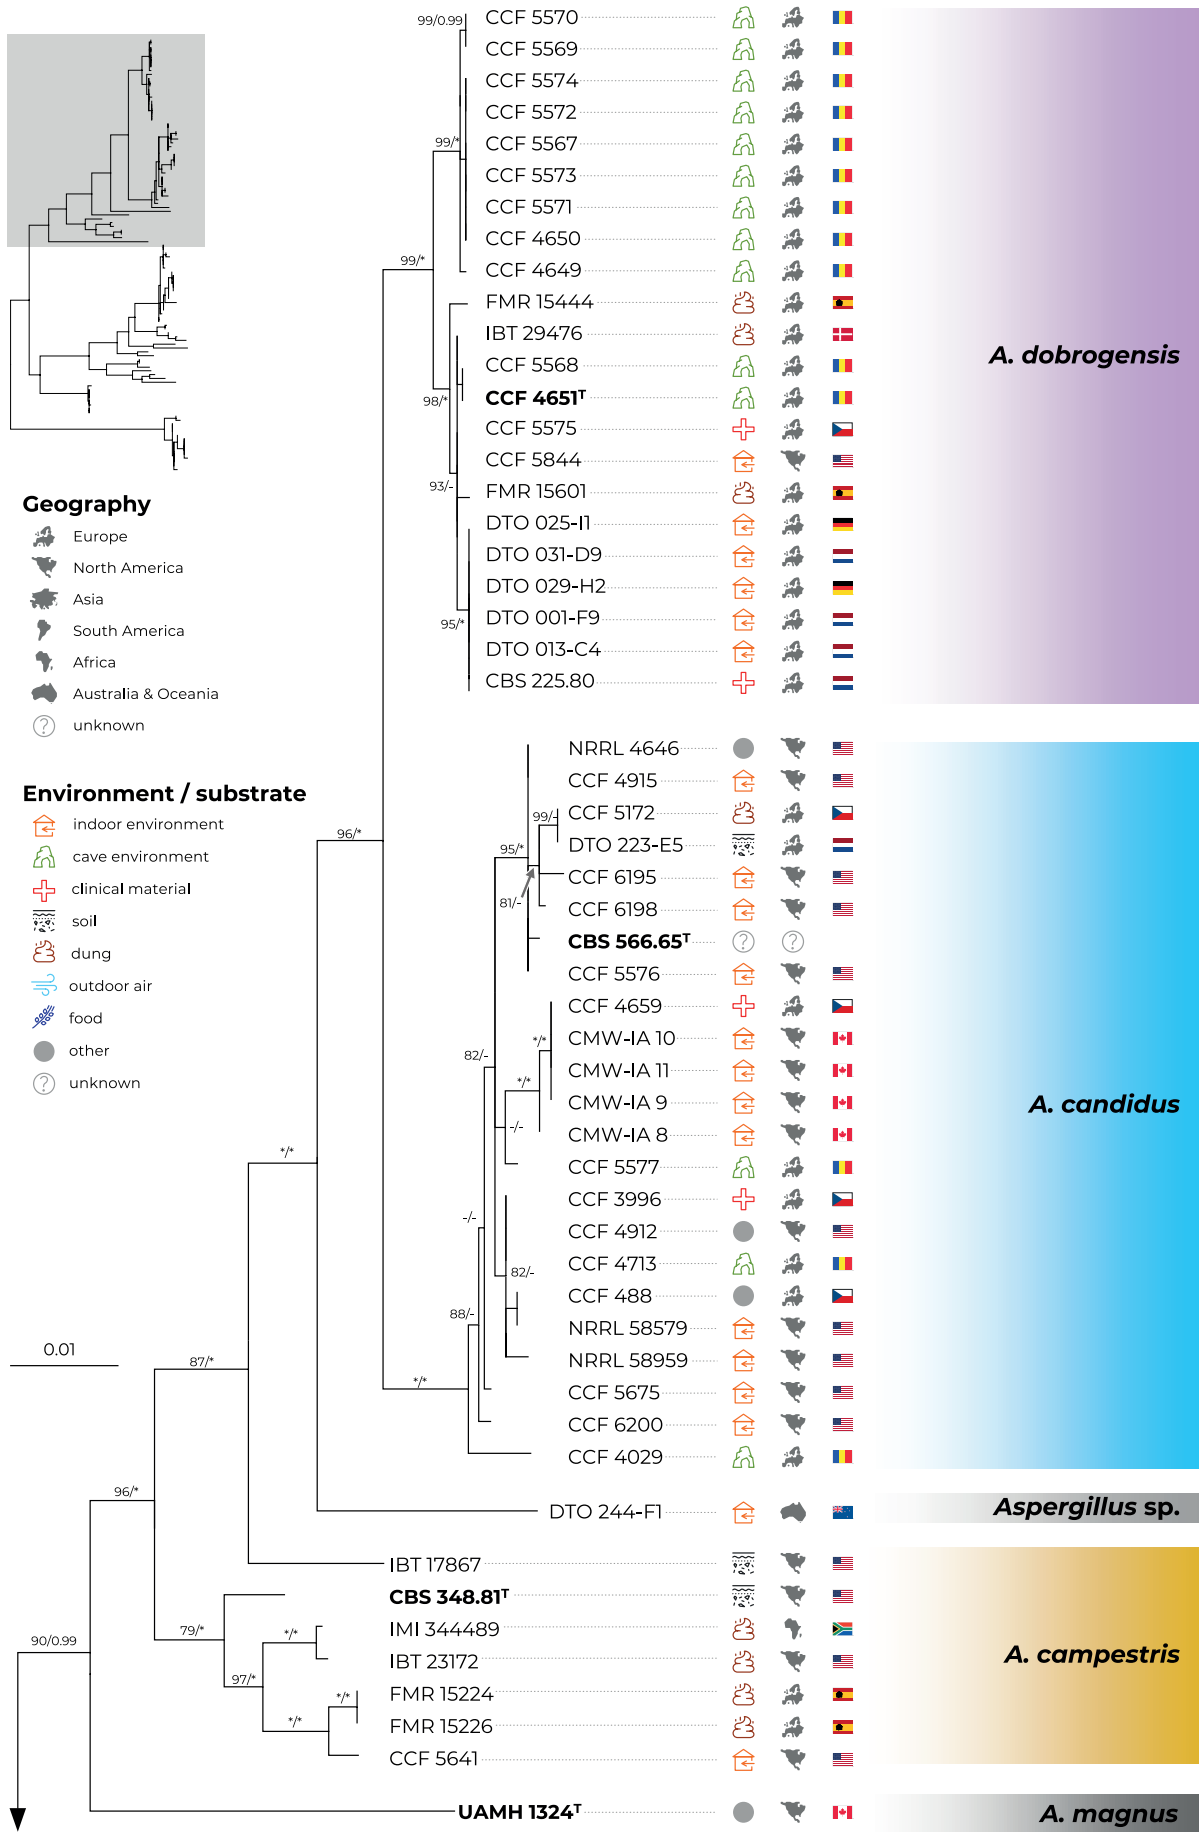 99/0.99
CCF 5570
CCF 5569
CCF 5574
CCF 5572
99/*
CCF 5567
CCF 5573
CCF 5571
CCF 4650
99/*
CCF 4649
FMR 15444
IBT 29476
A. dobrogensis
CCF 5568
98/*
CCF 4651ᵀ
CCF 5575
CCF 5844
93/-
FMR 15601
DTO 025-I1
DTO 031-D9
DTO 029-H2
95/*
DTO 001-F9
DTO 013-C4
CBS 225.80
Geography
Europe
North America
Asia
South America
Africa
Australia & Oceania
unknown
Environment / substrate
indoor environment
cave environment
clinical material
soil
dung
outdoor air
food
other
unknown
96/*
NRRL 4646
CCF 4915
99/-
CCF 5172
95/*
DTO 223-E5
CCF 6195
81/-
CCF 6198
CBS 566.65ᵀ
CCF 5576
CCF 4659
*/*
CMW-IA 10
82/-
CMW-IA 11
*/*
CMW-IA 9
A. candidus
-/-
CMW-IA 8
*/*
CCF 5577
CCF 3996
-/-
CCF 4912
CCF 4713
82/-
CCF 488
88/-
NRRL 58579
0.01
NRRL 58959
87/*
*/*
CCF 5675
CCF 6200
CCF 4029
96/*
DTO 244-F1
Aspergillus sp.
IBT 17867
CBS 348.81ᵀ
79/*
*/*
IMI 344489
90/0.99
IBT 23172
A. campestris
97/*
*/*
FMR 15224
*/*
FMR 15226
CCF 5641
UAMH 1324ᵀ
A. magnus